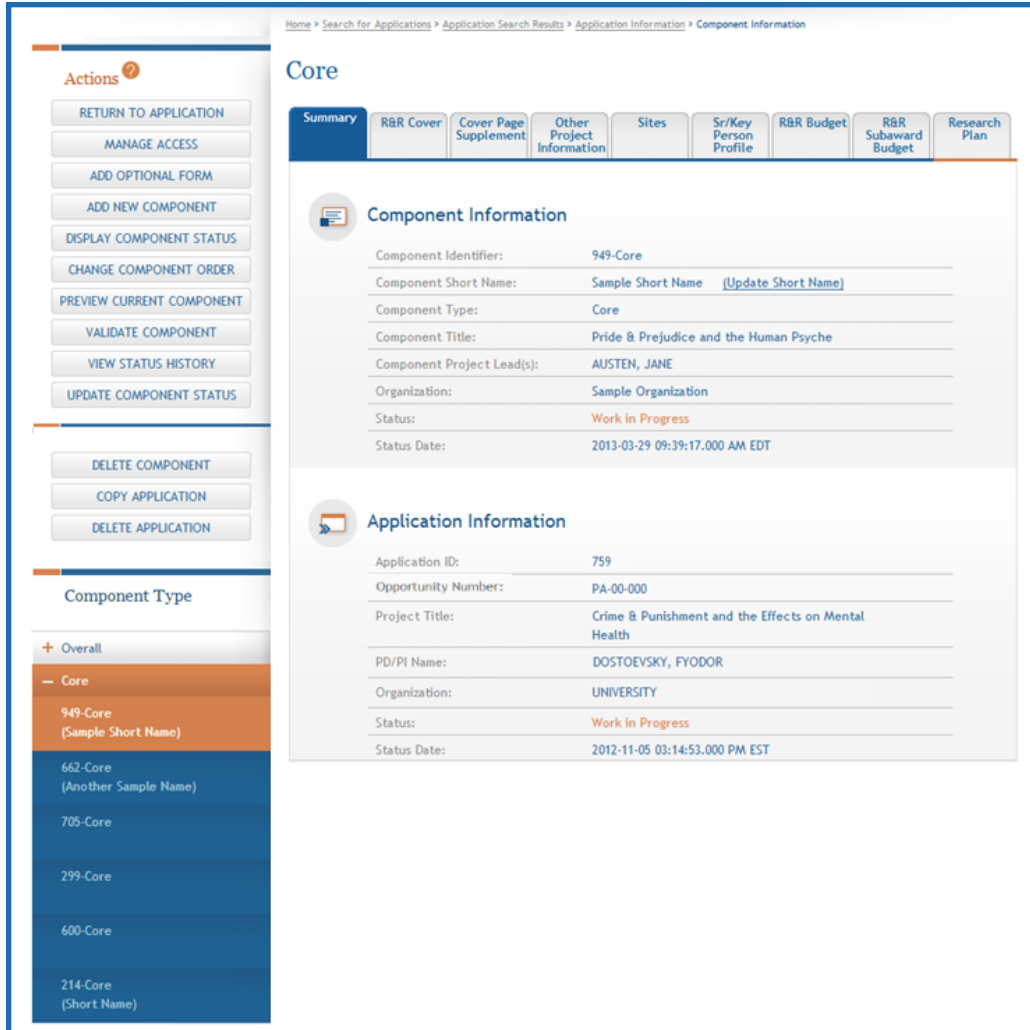 Home > Search for Applications > Application Search Results > Application Information > Component Information
Actions ?
RETURN TO APPLICATION
MANAGE ACCESS
ADD OPTIONAL FORM
ADD NEW COMPONENT
DISPLAY COMPONENT STATUS
CHANGE COMPONENT ORDER
PREVIEW CURRENT COMPONENT
VALIDATE COMPONENT
VIEW STATUS HISTORY
UPDATE COMPONENT STATUS
DELETE COMPONENT
COPY APPLICATION
DELETE APPLICATION
Component Type
+ Overall
– Core
949-Core
(Sample Short Name)
662-Core
(Another Sample Name)
705-Core
299-Core
600-Core
214-Core
(Short Name)
Core
Summary
R&R Cover
Cover Page
Supplement
Other
Project
Information
Sites
Sr/Key
Person
Profile
R&R Budget
R&R
Subaward
Budget
Research
Plan
Component Information
Component Identifier: 949-Core
Component Short Name: Sample Short Name (Update Short Name)
Component Type: Core
Component Title: Pride & Prejudice and the Human Psyche
Component Project Lead(s): AUSTEN, JANE
Organization: Sample Organization
Status: Work in Progress
Status Date: 2013-03-29 09:39:17.000 AM EDT
Application Information
Application ID: 759
Opportunity Number: PA-00-000
Project Title: Crime & Punishment and the Effects on Mental
Health
PD/PI Name: DOSTOEVSKY, FYODOR
Organization: UNIVERSITY
Status: Work in Progress
Status Date: 2012-11-05 03:14:53.000 PM EST